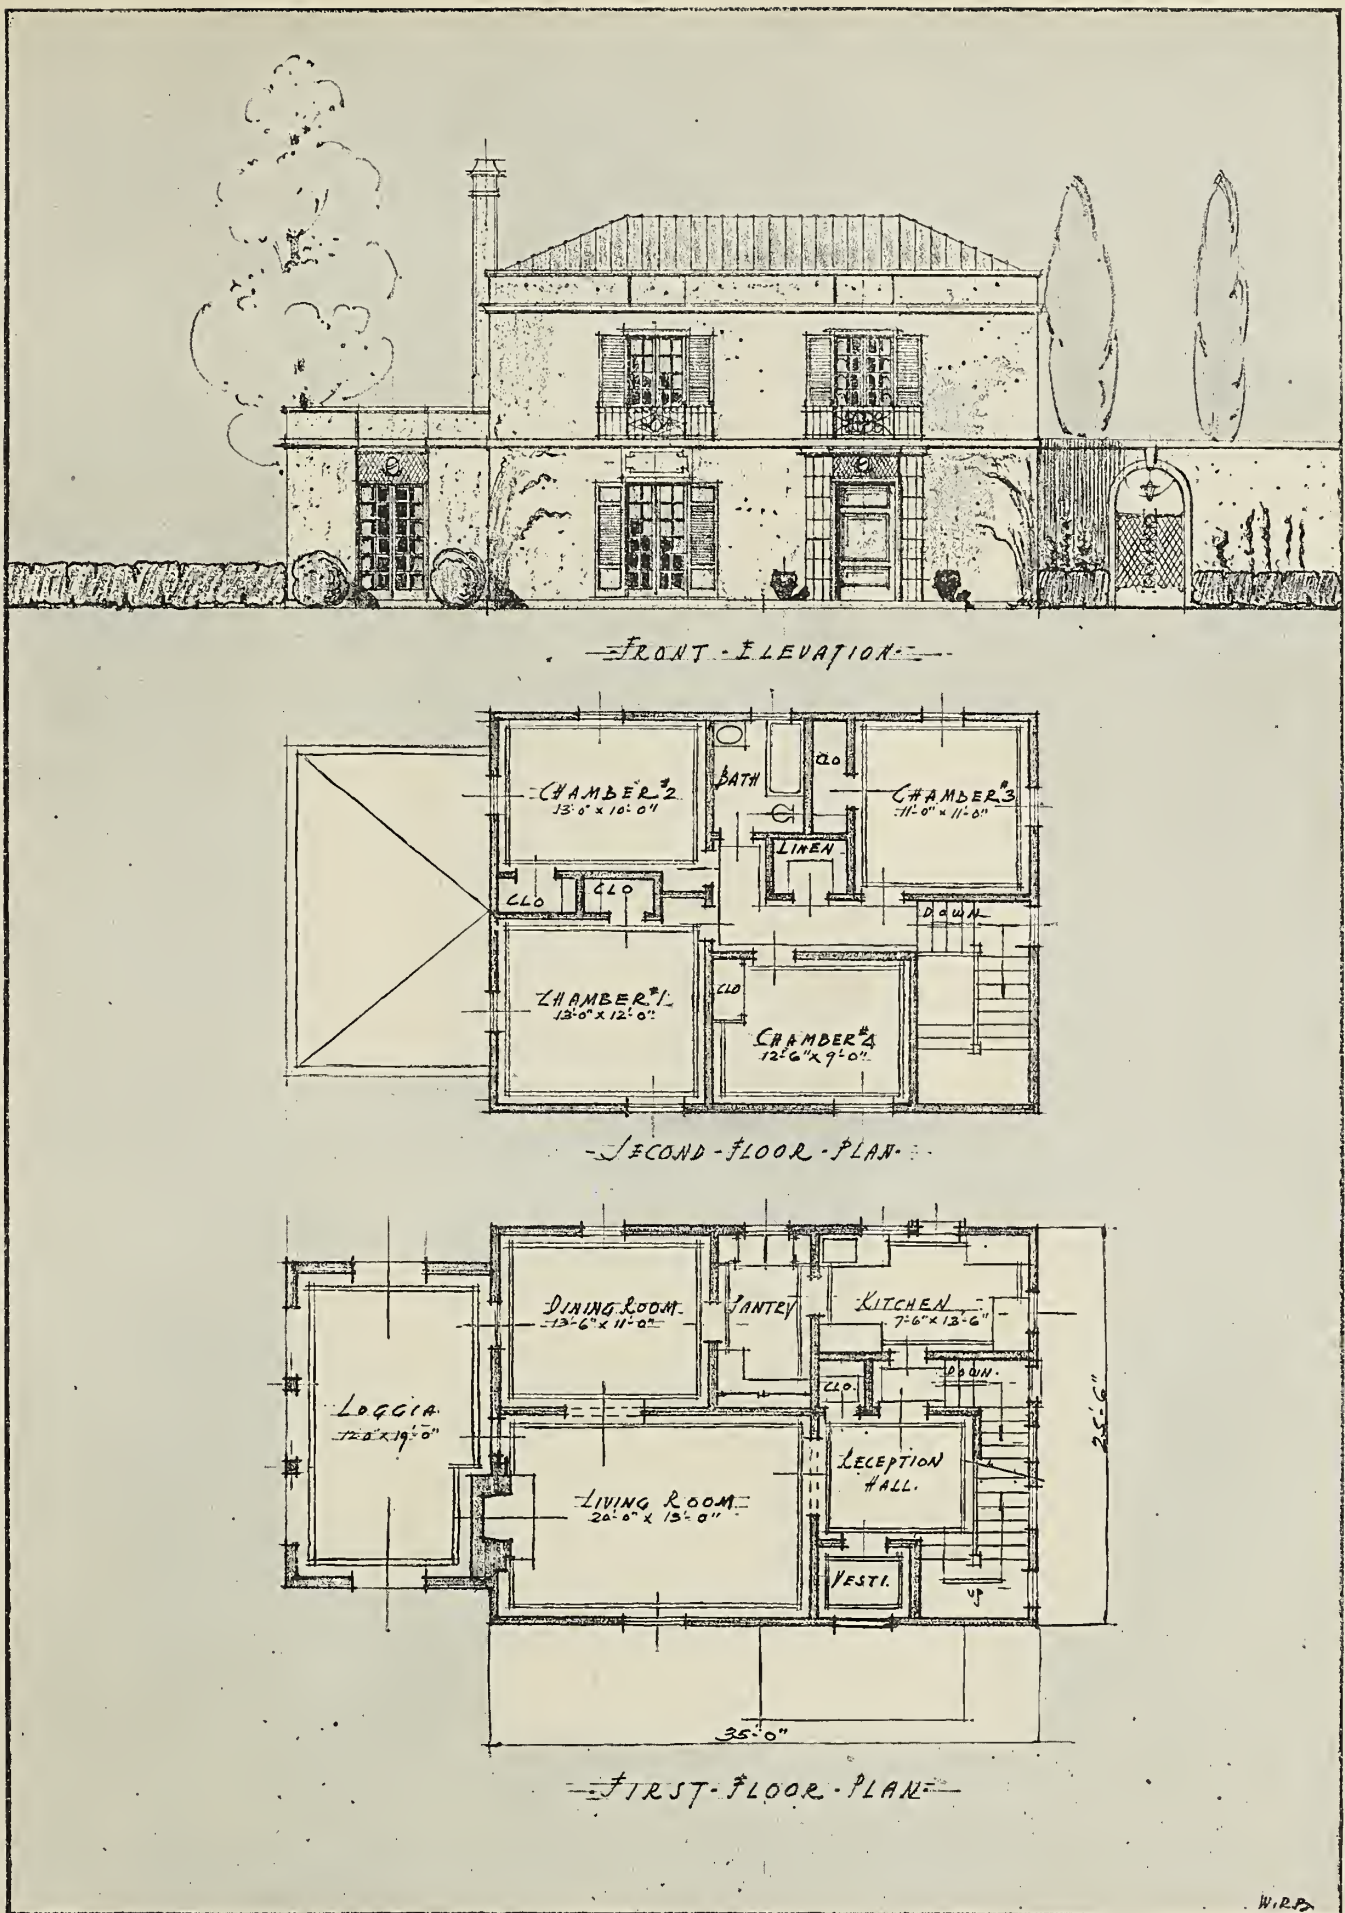 FRONT - ELEVATION
CHAMBER #2
13'-0" x 10'-0"
BATH
CLO
CHAMBER #3
11'-0" x 11'-0"
LINEN
CLO
CLO
DOWN
CHAMBER #1
13'-0" x 12'-0"
CLO
CHAMBER #4
12'-6" x 9'-0"
SECOND - FLOOR - PLAN
DINING ROOM
13'-6" x 11'-0"
PANTRY
KITCHEN
7'-6" x 13'-6"
CLO.
DOWN.
LOGGIA
12'0" x 19'-0"
25'-6"
RECEPTION
HALL.
LIVING ROOM
20'-0" x 13'-0"
VESTI.
UP
35'-0"
FIRST - FLOOR - PLAN